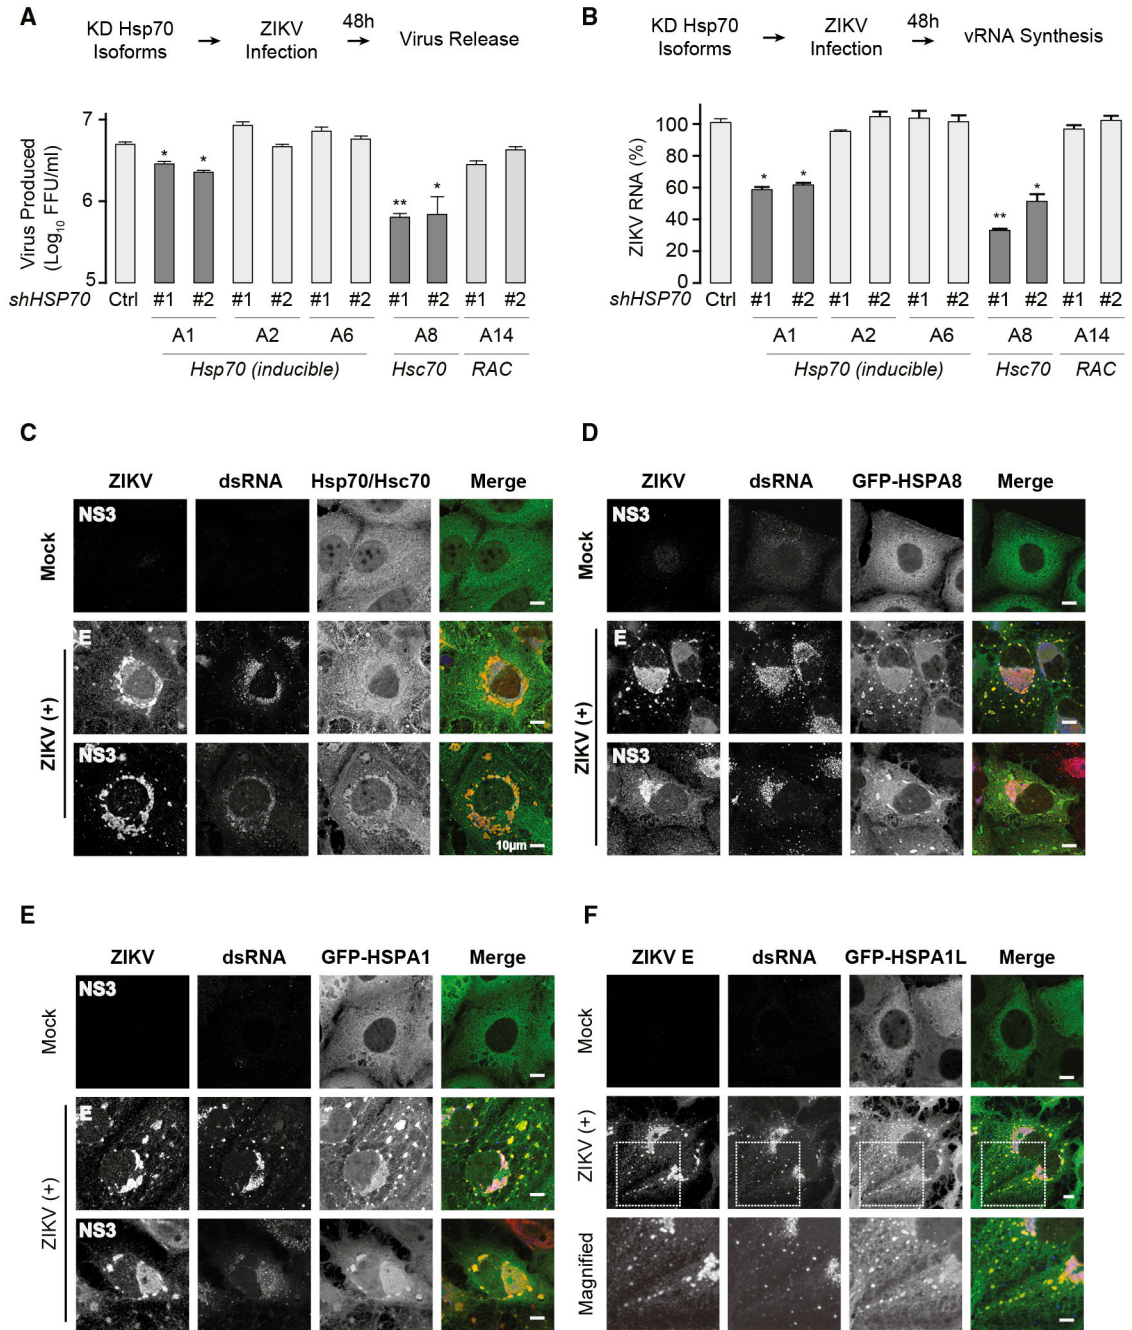 A
KD Hsp70 Isoforms → ZIKV Infection 48h → Virus Release
Virus Produced
(Log10 FFU/ml)
7
6
5
shHSP70 Ctrl #1 #2 #1 #2 #1 #2 #1 #2 #1 #2
A1 A2 A6 A8 A14
Hsp70 (inducible) Hsc70 RAC
* * ** *
B
KD Hsp70 Isoforms → ZIKV Infection 48h → vRNA Synthesis
ZIKV RNA (%)
100
80
60
40
20
0
shHSP70 Ctrl #1 #2 #1 #2 #1 #2 #1 #2 #1 #2
A1 A2 A6 A8 A14
Hsp70 (inducible) Hsc70 RAC
* * ** *
C
ZIKV dsRNA Hsp70/Hsc70 Merge
Mock
NS3
ZIKV (+)
E
NS3
10µm
D
ZIKV dsRNA GFP-HSPA8 Merge
Mock
NS3
ZIKV (+)
E
NS3
E
ZIKV dsRNA GFP-HSPA1 Merge
Mock
NS3
ZIKV (+)
E
NS3
F
ZIKV E dsRNA GFP-HSPA1L Merge
Mock
ZIKV (+)
Magnified